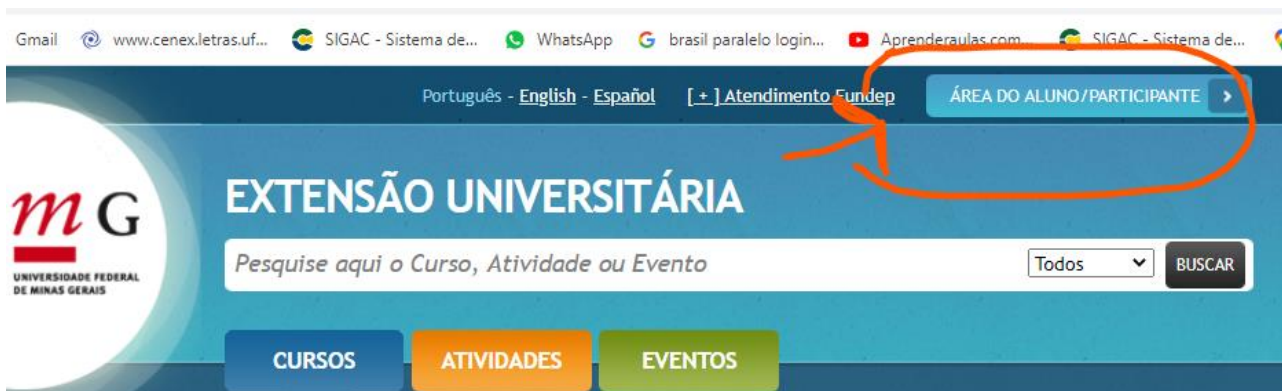 Gmail www.cenex.letras.uf... SIGAC - Sistema de... WhatsApp brasil paralelo login... Aprenderaulas.com... SIGAC - Sistema de...
Português - English - Español [ + ] Atendimento Fundep ÁREA DO ALUNO/PARTICIPANTE >
m G
UNIVERSIDADE FEDERAL
DE MINAS GERAIS
EXTENSÃO UNIVERSITÁRIA
Pesquise aqui o Curso, Atividade ou Evento Todos BUSCAR
CURSOS ATIVIDADES EVENTOS